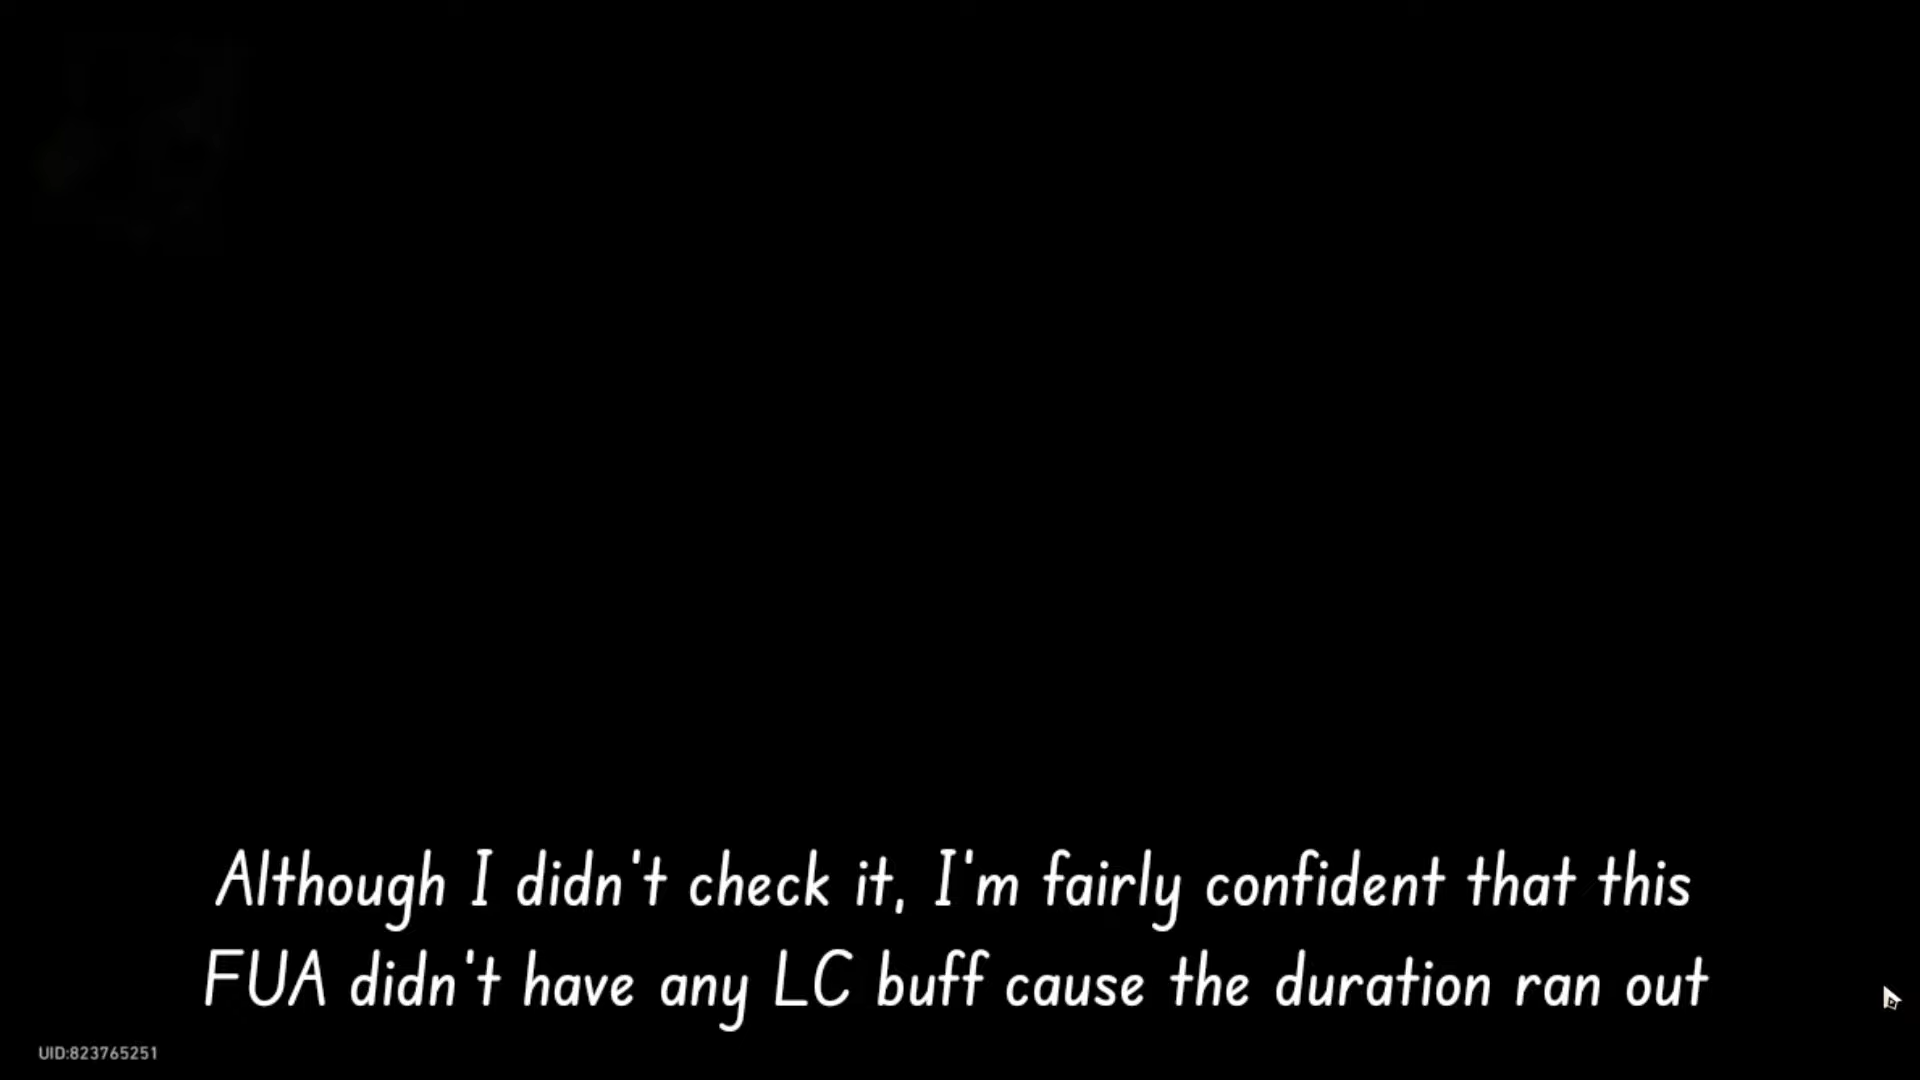 Although I didn't check it, I'm fairly confident that this
FUA didn't have any LC buff cause the duration ran out
UID:823765251